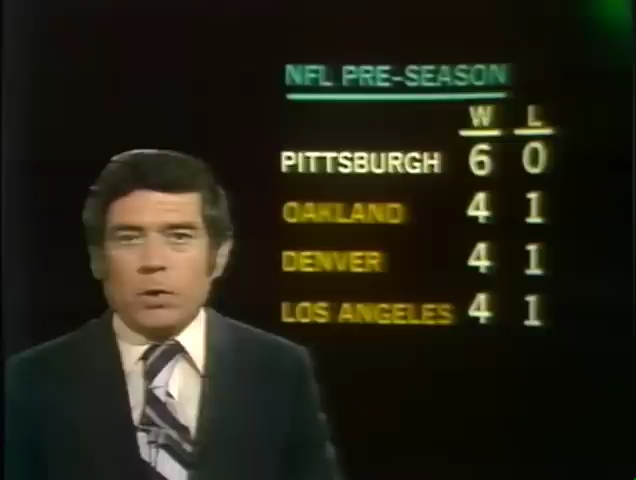 NFL PRE-SEASON
W L
PITTSBURGH 6 0
OAKLAND 4 1
DENVER 4 1
LOS ANGELES 4 1